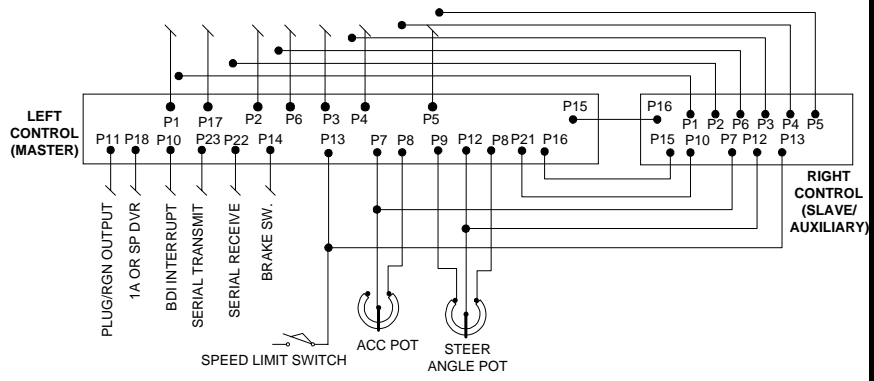 LEFT
CONTROL
(MASTER)
P1 P17 P2 P6 P3 P4 P5 P15
P11 P18 P10 P23 P22 P14 P13 P7 P8 P9 P12 P8 P21 P16
P16 P1 P2 P6 P3 P4 P5
P15 P10 P7 P12 P13
RIGHT
CONTROL
(SLAVE/
AUXILIARY)
PLUG/RGN OUTPUT
1A OR SP DVR
BDI INTERRUPT
SERIAL TRANSMIT
SERIAL RECEIVE
BRAKE SW.
SPEED LIMIT SWITCH
ACC POT
STEER
ANGLE POT